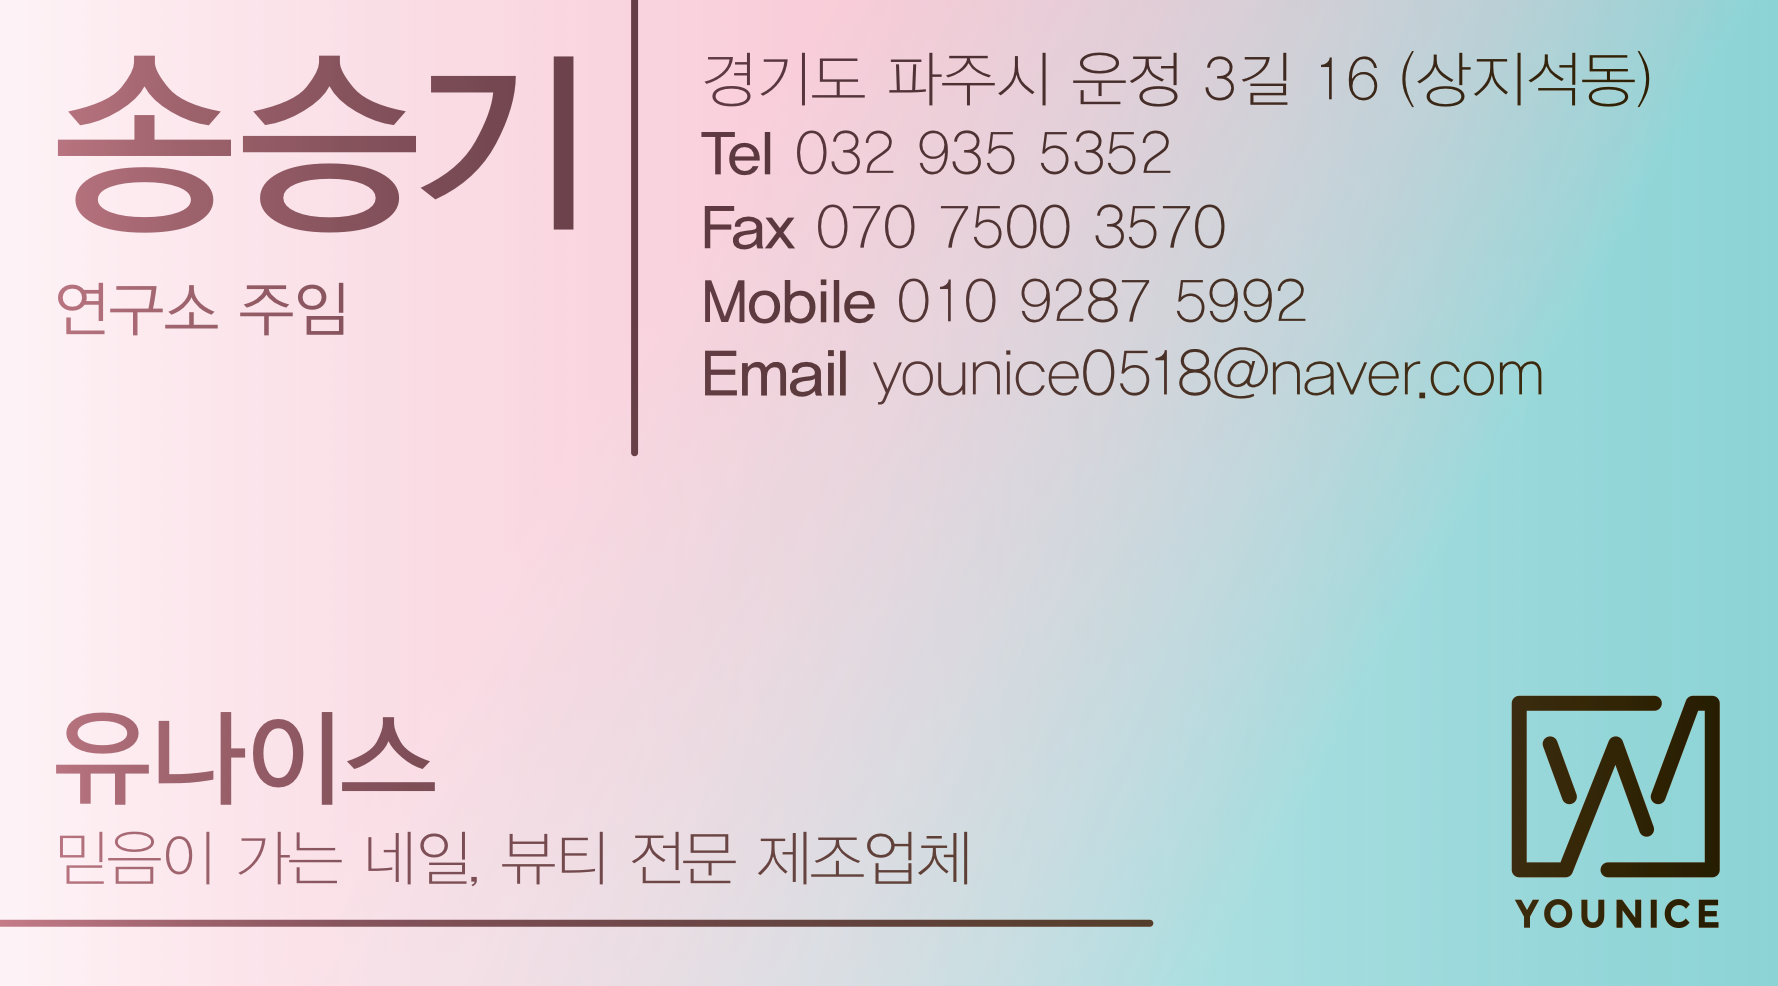 송승기
연구소 주임
경기도 파주시 운정 3길 16 (상지석동)
Tel 032 935 5352
Fax 070 7500 3570
Mobile 010 9287 5992
Email younice0518@naver.com
유나이스
믿음이 가는 네일, 뷰티 전문 제조업체
YOUNICE